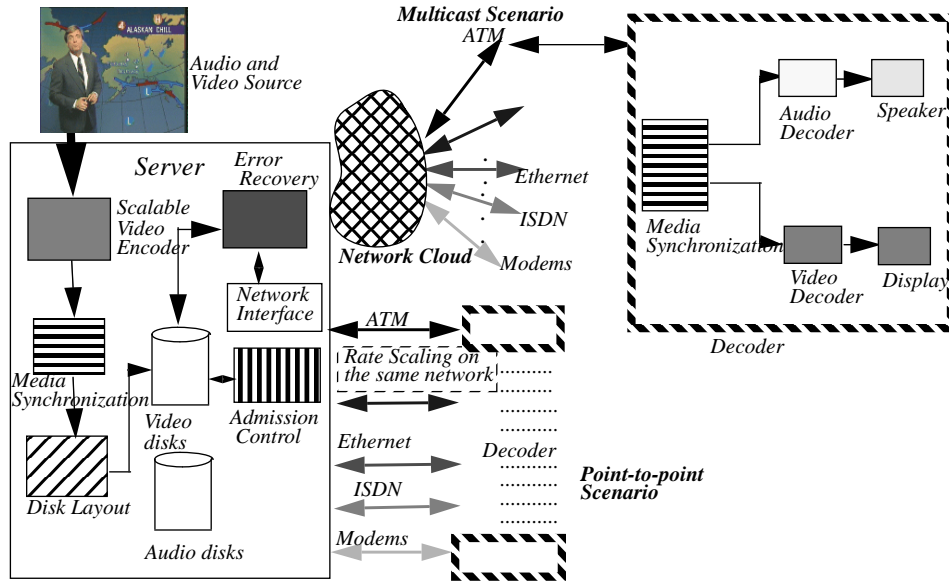 Multicast Scenario
ATM
4 ALASKAN CHILL
L
L
Audio and
Video Source
Server
Error
Recovery
Scalable
Video
Encoder
Network
Interface
Media
Synchronization
Video
disks
Admission
Control
Disk Layout
Audio disks
Network Cloud
Ethernet
ISDN
Modems
ATM
Rate Scaling on
the same network
Ethernet
Decoder
ISDN
Modems
Point-to-point
Scenario
Audio
Decoder
Speaker
Media
Synchronization
Video
Decoder
Display
Decoder